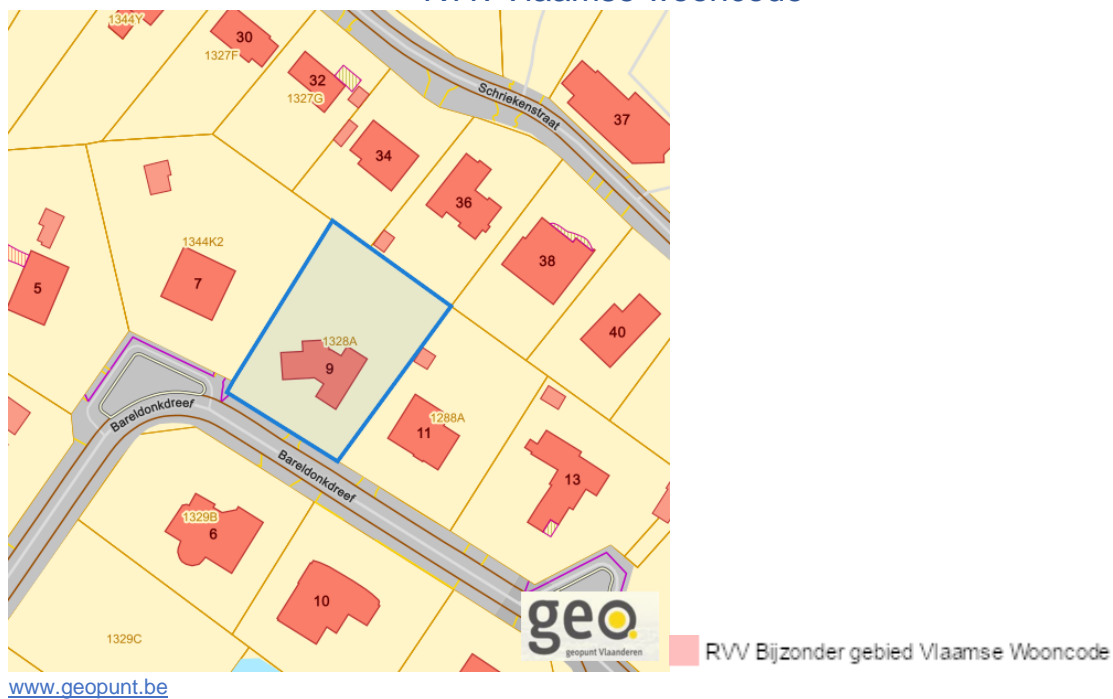 RVV Vlaamse wooncode
1344Y
30
1327F
32
1327G
Schriekenstraat
37
34
36
1344K2
7
5
38
40
1328A
9
Bareldonkdreef
1288A
11
Bareldonkdreef
13
1329B
6
10
1329C
geo
geopunt Vlaanderen
RVV Bijzonder gebied Vlaamse Wooncode
www.geopunt.be